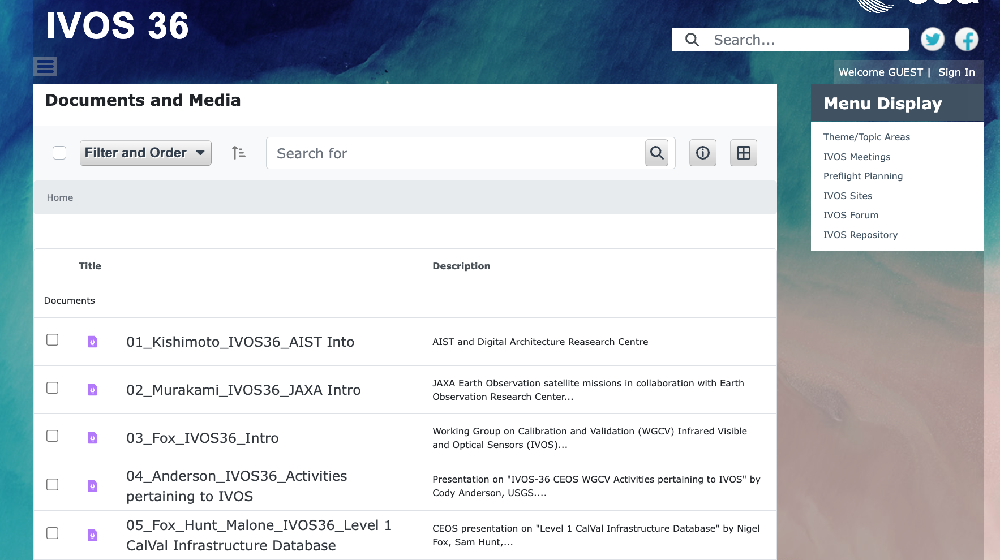 IVOS 36
Search...
Welcome GUEST | Sign In
Documents and Media
Filter and Order
Search for
Home
Title Description
Documents
01_Kishimoto_IVOS36_AIST Into
AIST and Digital Architecture Reasearch Centre
02_Murakami_IVOS36_JAXA Intro
JAXA Earth Observation satellite missions in collaboration with Earth
Observation Research Center...
03_Fox_IVOS36_Intro
Working Group on Calibration and Validation (WGCV) Infrared Visible
and Optical Sensors (IVOS)...
04_Anderson_IVOS36_Activities
pertaining to IVOS
Presentation on "IVOS-36 CEOS WGCV Activities pertaining to IVOS" by
Cody Anderson, USGS....
05_Fox_Hunt_Malone_IVOS36_Level 1
CalVal Infrastructure Database
CEOS presentation on "Level 1 CalVal Infrastructure Database" by Nigel
Fox, Sam Hunt,...
Menu Display
Theme/Topic Areas
IVOS Meetings
Preflight Planning
IVOS Sites
IVOS Forum
IVOS Repository